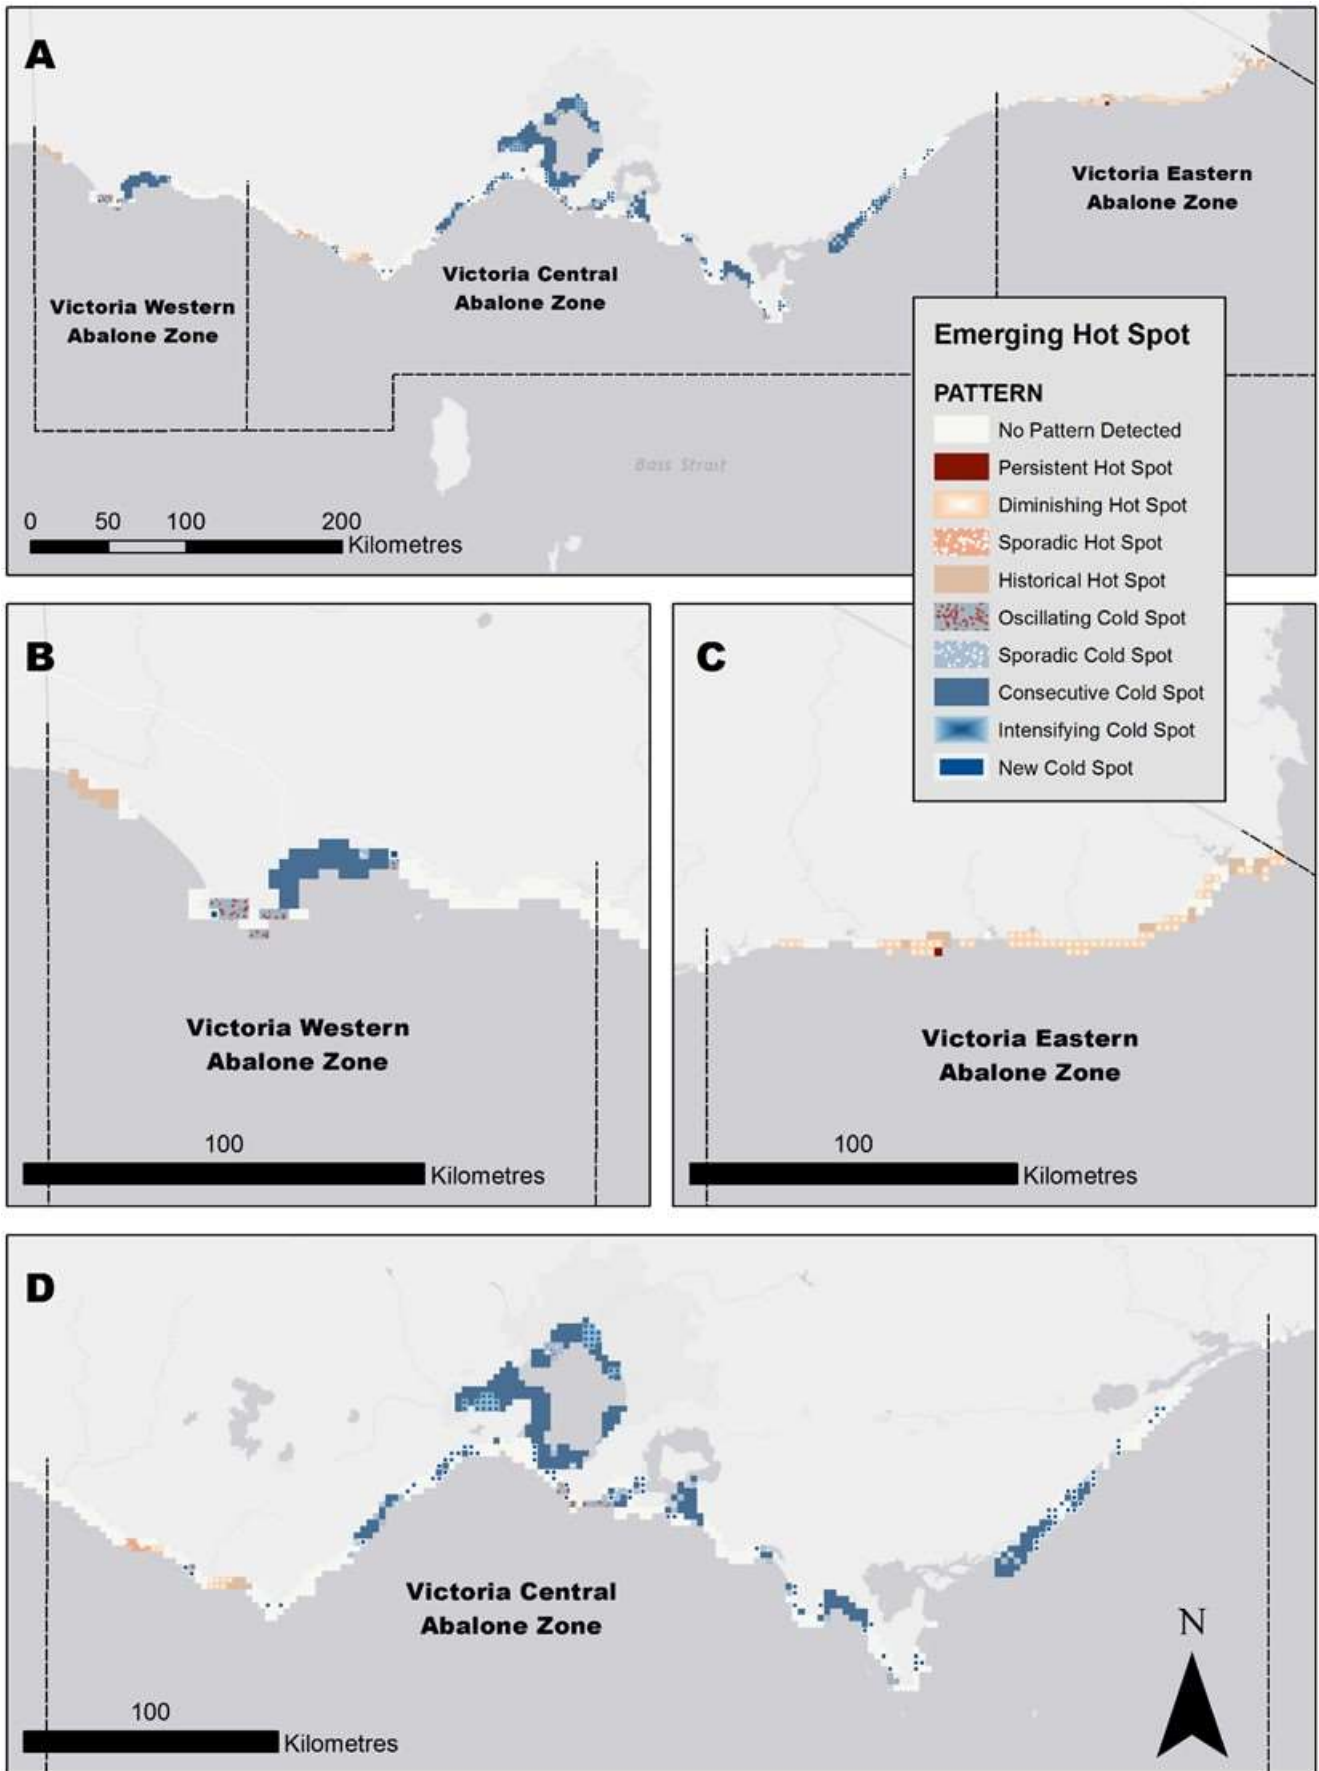 A
Victoria Western
Abalone Zone
Victoria Central
Abalone Zone
Victoria Eastern
Abalone Zone
Bass Strait
0 50 100 200
Kilometres
Emerging Hot Spot
PATTERN
No Pattern Detected
Persistent Hot Spot
Diminishing Hot Spot
Sporadic Hot Spot
Historical Hot Spot
Oscillating Cold Spot
Sporadic Cold Spot
Consecutive Cold Spot
Intensifying Cold Spot
New Cold Spot
B
Victoria Western
Abalone Zone
100
Kilometres
C
Victoria Eastern
Abalone Zone
100
Kilometres
D
Victoria Central
Abalone Zone
100
Kilometres
N